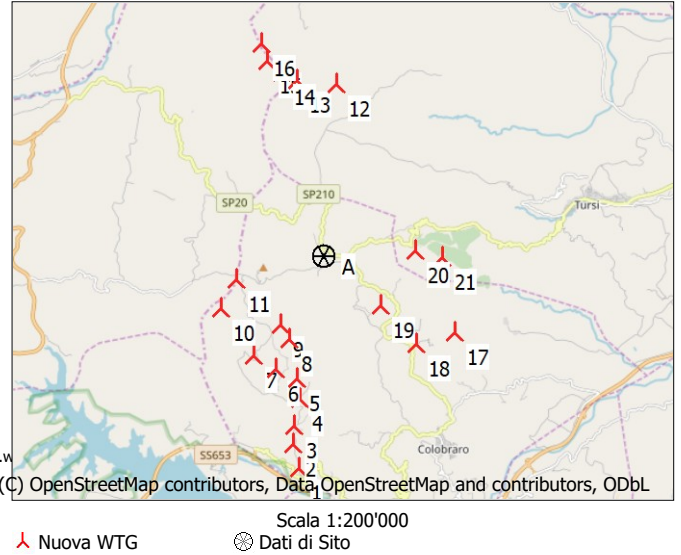 16
14
13
12
SP20
SP210
Tursi
A
20
21
11
10
19
9
8
17
18
7
6
5
4
3
Colobraro
SS653
2
1
(C) OpenStreetMap contributors, Data OpenStreetMap and contributors, ODbL
Scala 1:200'000
Nuova WTG
Dati di Sito